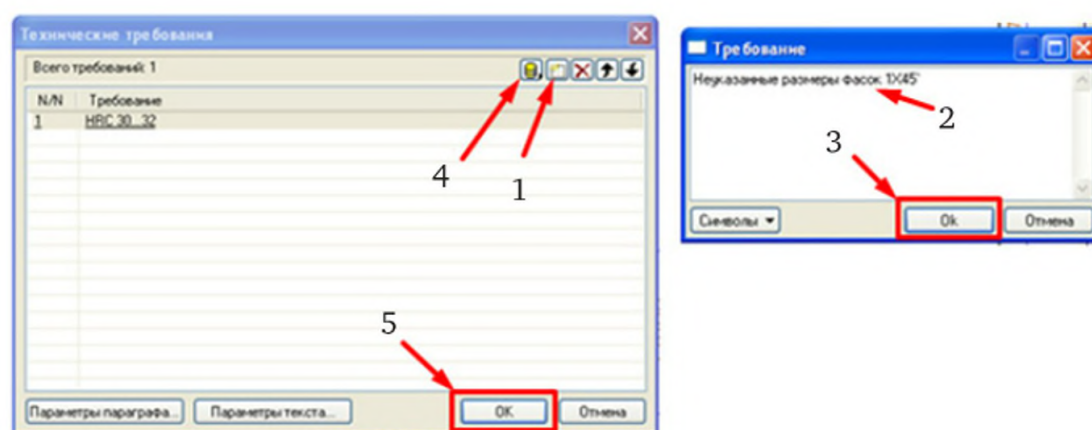 Технические требования
Всего требований: 1
N/N Требование
1 HRC 30...32
4
1
5
Параметры параграфа...
Параметры текста...
OK
Отмена
Требование
Неуказанные размеры фасок 1X45°
2
3
Символы
Ok
Отмена